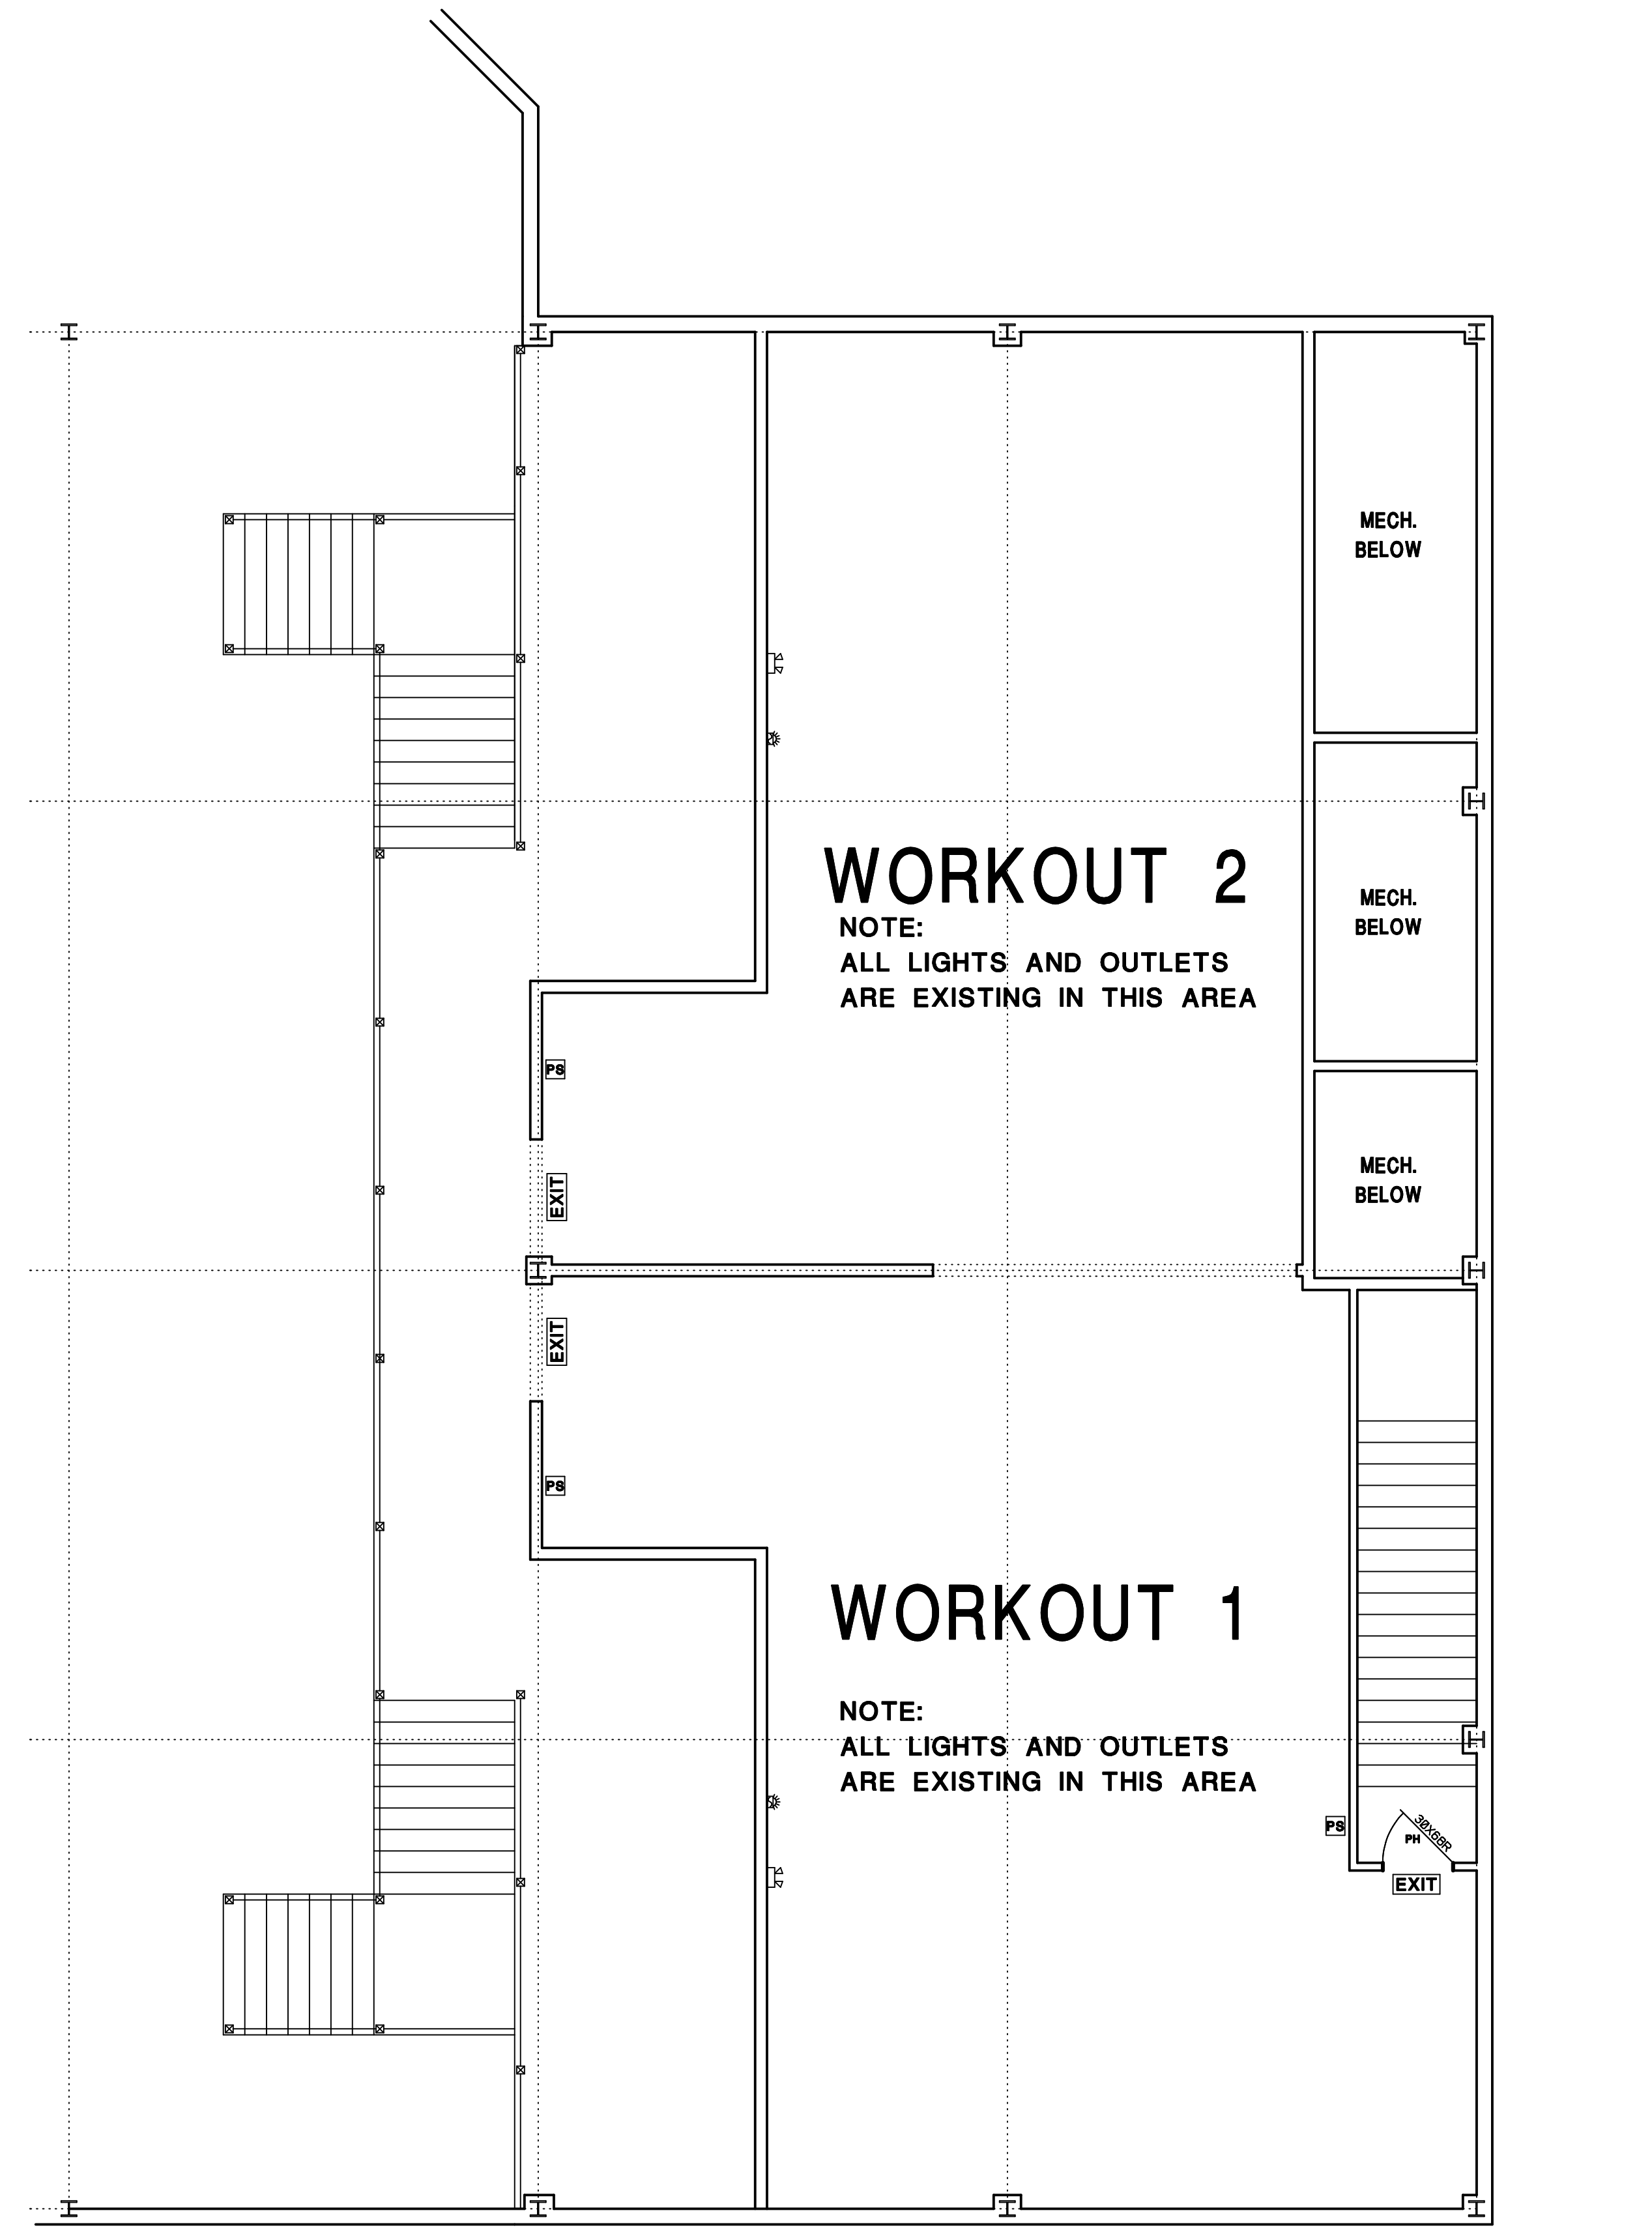 MECH.
BELOW
WORKOUT 2
NOTE:
ALL LIGHTS AND OUTLETS
ARE EXISTING IN THIS AREA
MECH.
BELOW
PS
EXIT
MECH.
BELOW
EXIT
PS
WORKOUT 1
NOTE:
ALL LIGHTS AND OUTLETS
ARE EXISTING IN THIS AREA
PS
PH
30X68R
EXIT